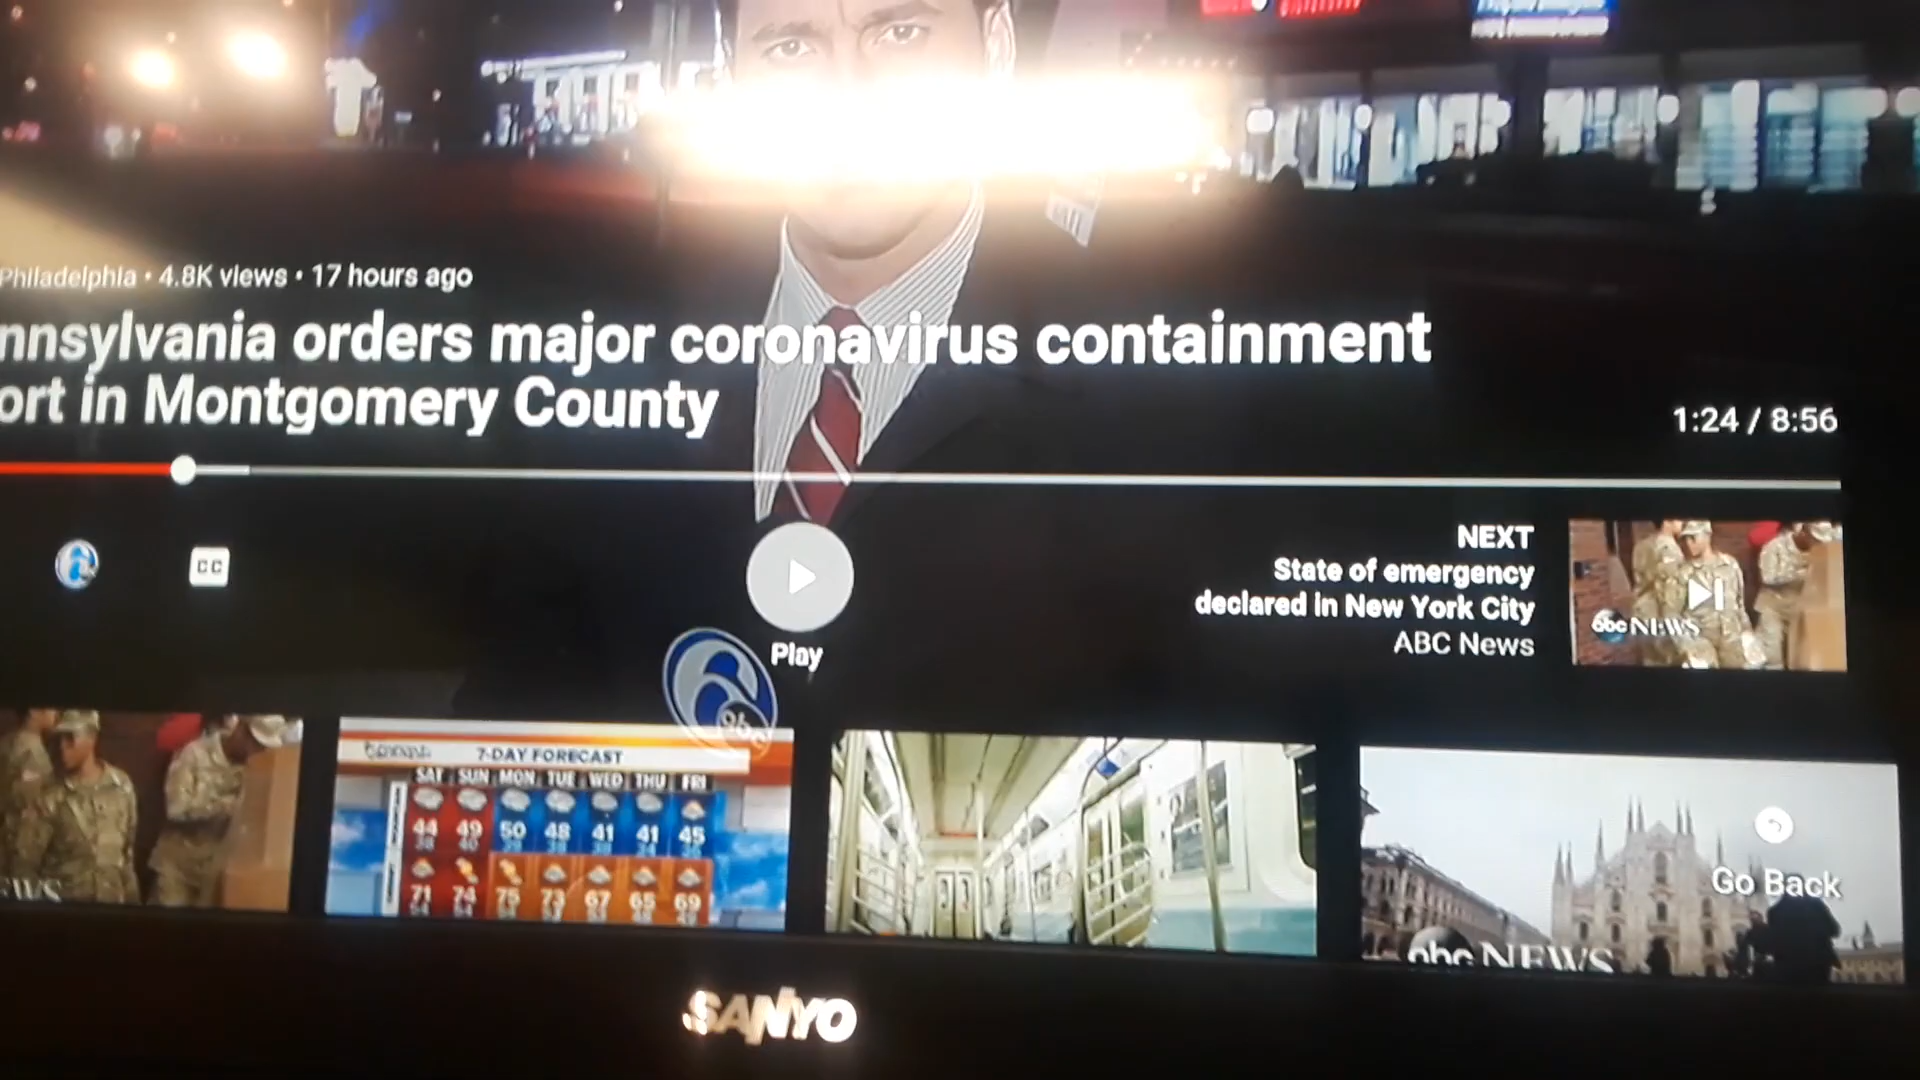 Philadelphia • 4.8K views • 17 hours ago
nnsylvania orders major coronavirus containment
ort in Montgomery County
1:24 / 8:56
CC
Play
NEXT
State of emergency
declared in New York City
ABC News
abc NEWS
6 abc
7-DAY FORECAST
SAT SUN MON TUE WED THU FRI
44 49 50 48 41 41 45
71 74 75 73 67 65 69
EWS
Go Back
abc NEWS
SANYO